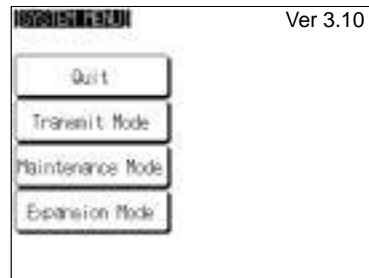 [SYSTEM MENU]
Ver 3.10
Quit
Transmit Mode
Maintenance Mode
Expansion Mode